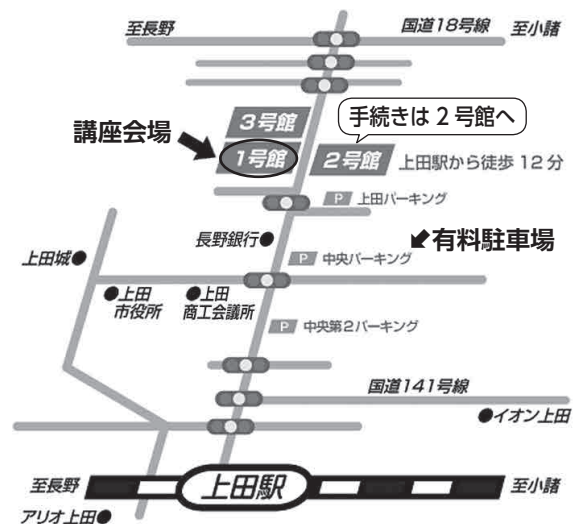 至長野
国道18号線
至小諸
3号館
手続きは2号館へ
講座会場
1号館
2号館
上田駅から徒歩12分
P 上田パーキング
長野銀行
有料駐車場
上田城
P 中央パーキング
上田
市役所
上田
商工会議所
P 中央第2パーキング
国道141号線
イオン上田
至長野
上田駅
至小諸
アリオ上田